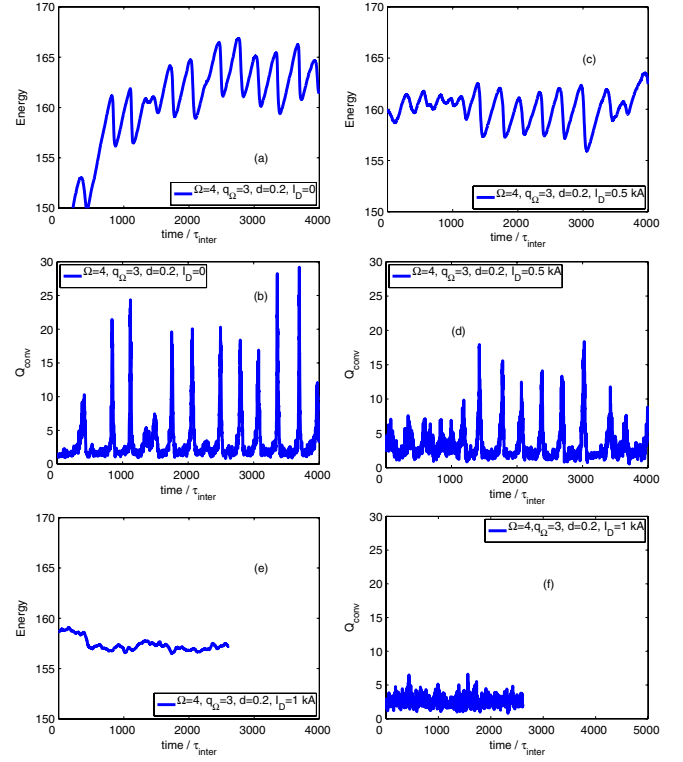 170
165
160
155
150
Energy
0
1000
2000
3000
4000
time / τ_inter
(a)
Ω=4, q_Ω=3, d=0.2, I_D=0
170
165
160
155
150
Energy
0
1000
2000
3000
4000
time / τ_inter
(c)
Ω=4, q_Ω=3, d=0.2, I_D=0.5 kA
30
25
20
15
10
5
0
Q_conv
0
1000
2000
3000
4000
time / τ_inter
(b)
Ω=4, q_Ω=3, d=0.2, I_D=0
30
25
20
15
10
5
0
Q_conv
0
1000
2000
3000
4000
time / τ_inter
(d)
Ω=4, q_Ω=3, d=0.2, I_D=0.5 kA
170
165
160
155
150
Energy
0
1000
2000
3000
4000
time / τ_inter
(e)
Ω=4, q_Ω=3, d=0.2, I_D=1 kA
30
25
20
15
10
5
0
Q_conv
0
1000
2000
3000
4000
5000
time / τ_inter
(f)
Ω=4,q_Ω=3, d=0.2, I_D=1 kA